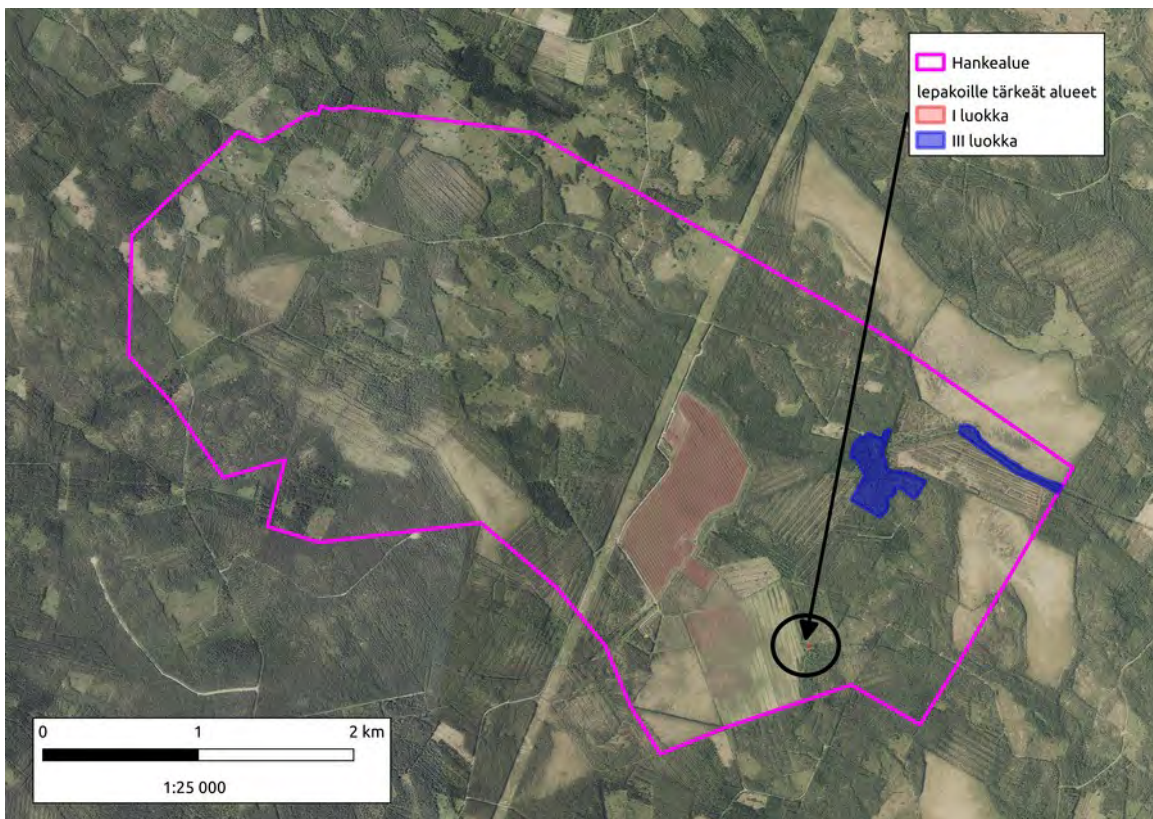 Hankealue
lepakoille tärkeät alueet
I luokka
III luokka
0 1 2 km
1:25 000